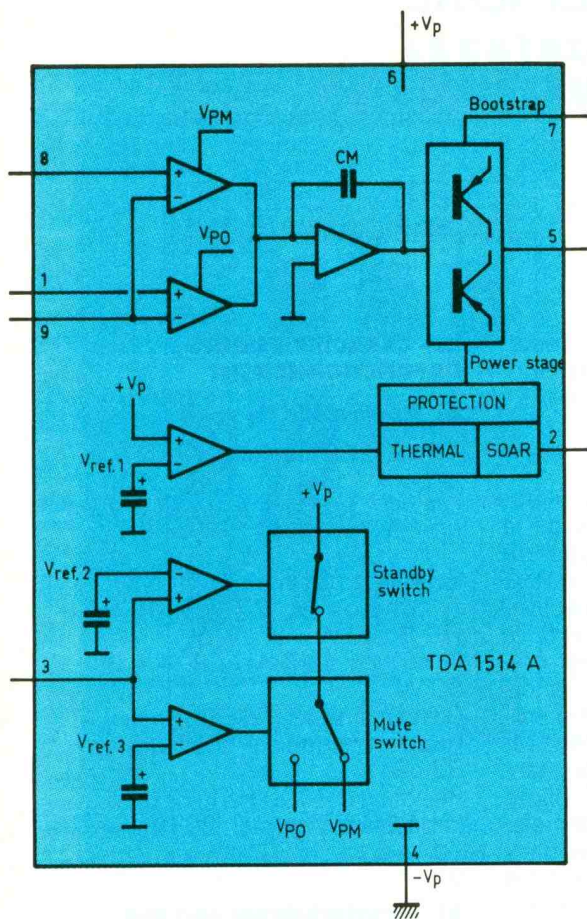 +Vp
6
Bootstrap
7
VPM
8
CM
5
VPO
1
9
Power stage
PROTECTION
THERMAL
SOAR
2
+Vp
Vref.1
+Vp
Vref.2
Standby
switch
3
TDA 1514 A
Vref.3
Mute
switch
VPO
VPM
4
-Vp